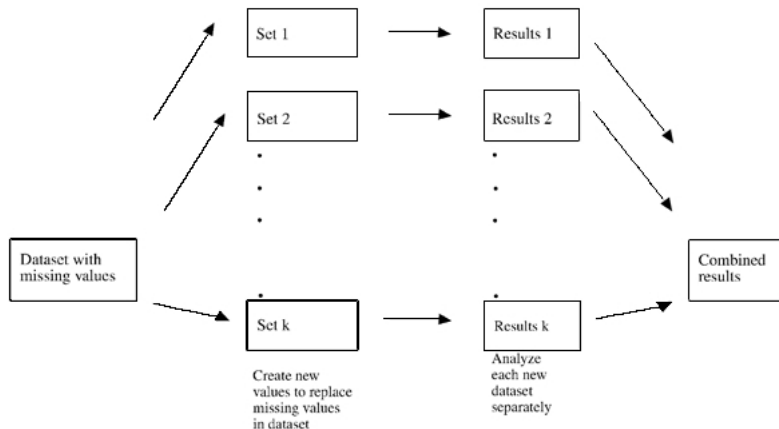 Set 1
Results 1
Set 2
Results 2
Dataset with
missing values
Combined
results
Set k
Results k
Create new
values to replace
missing values
in dataset
Analyze
each new
dataset
separately